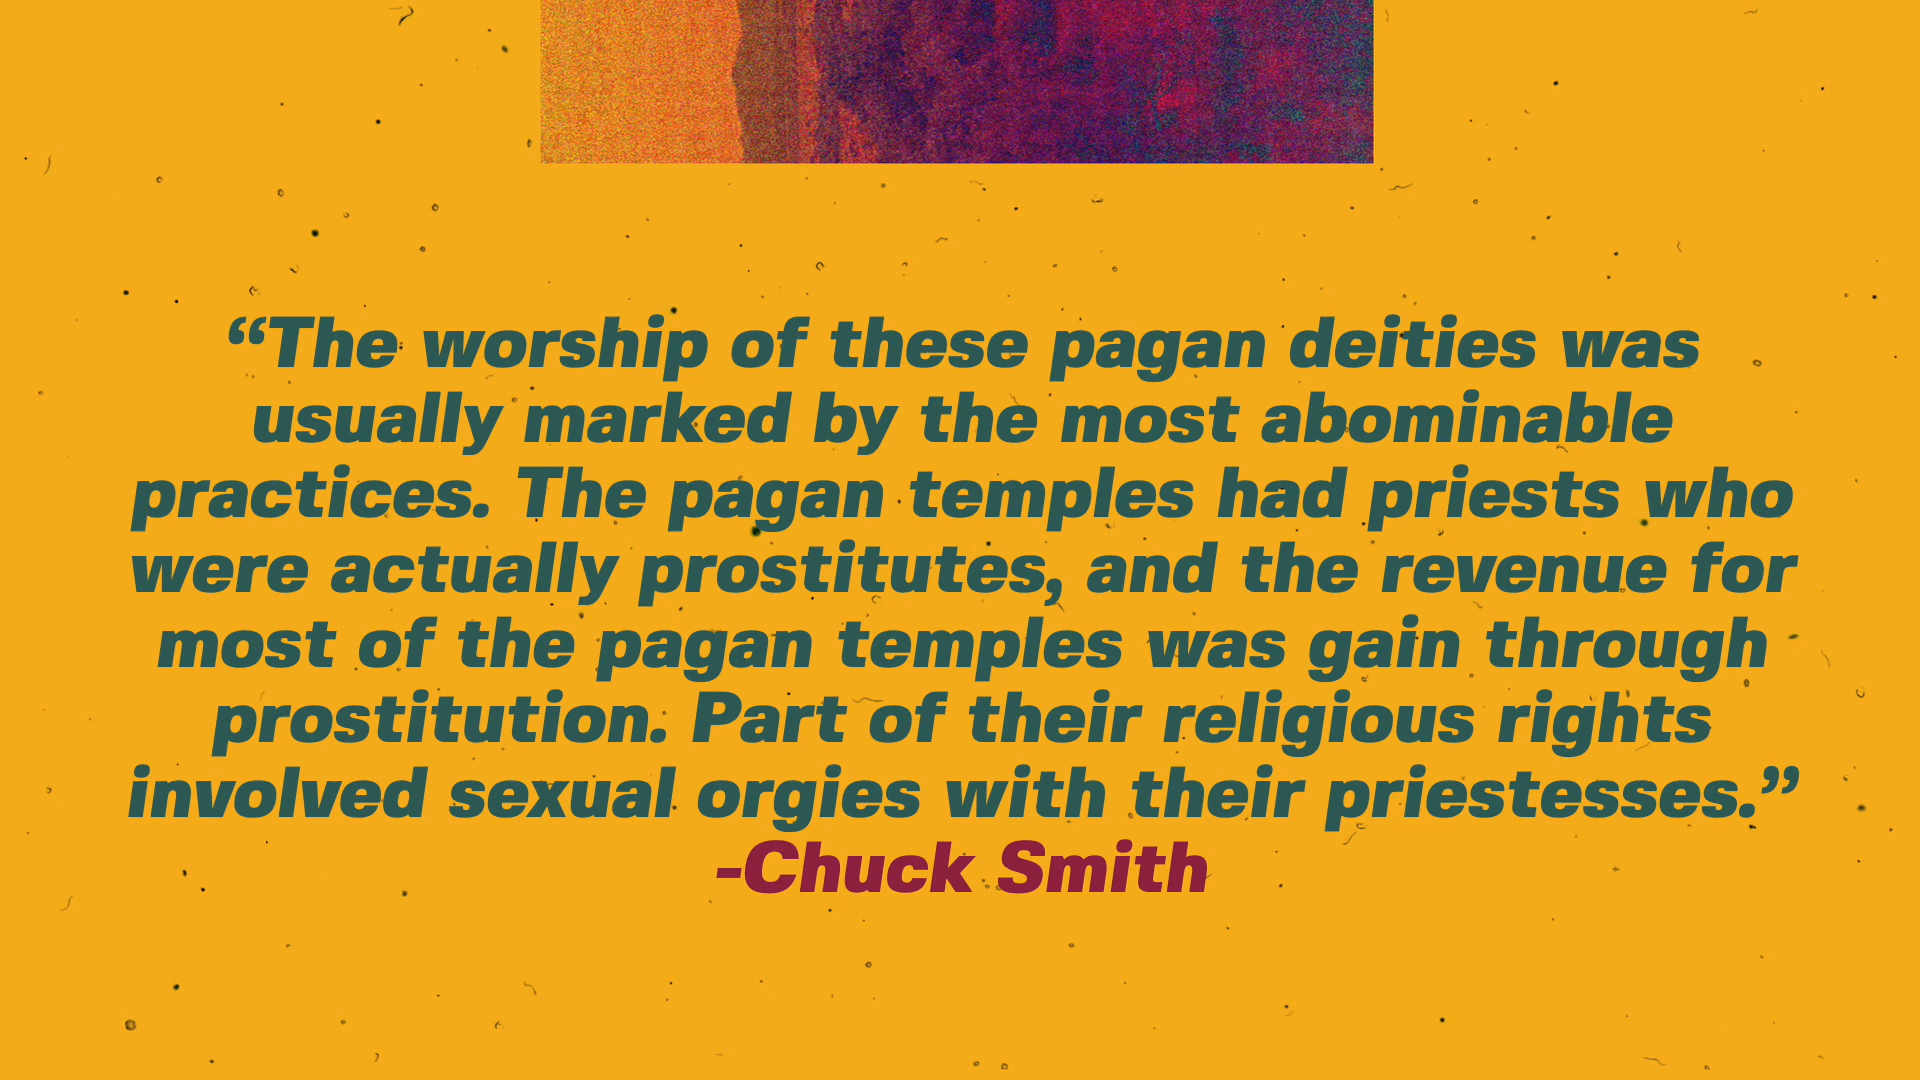 “The worship of these pagan deities was
usually marked by the most abominable
practices. The pagan temples had priests who
were actually prostitutes, and the revenue for
most of the pagan temples was gain through
prostitution. Part of their religious rights
involved sexual orgies with their priestesses.”
-Chuck Smith